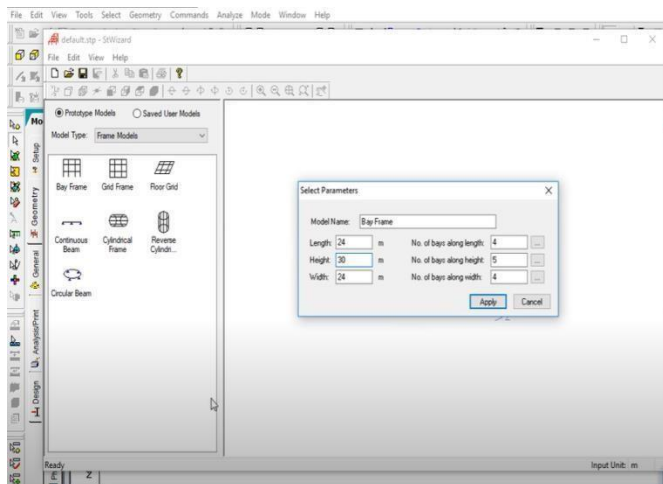 File Edit View Tools Select Geometry Commands Analyze Mode Window Help
default.stp - StWizard
File Edit View Help
Prototype Models Saved User Models
Model Type: Frame Models
Bay Frame Grid Frame Floor Grid
Continuous Beam Cylindrical Frame Reverse Cylindri...
Circular Beam
Mo
Setup
Geometry
General
Analysis/Print
Design
Select Parameters
Model Name: Bay Frame
Length: 24 m No. of bays along length: 4 ...
Height: 30 m No. of bays along height: 5 ...
Width: 24 m No. of bays along width: 4 ...
Apply Cancel
Ready Input Unit: m
Ph
Z